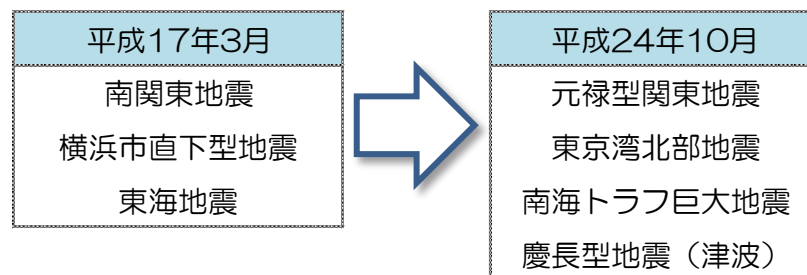 平成17年3月
南関東地震
横浜市直下型地震
東海地震
平成24年10月
元禄型関東地震
東京湾北部地震
南海トラフ巨大地震
慶長型地震（津波）